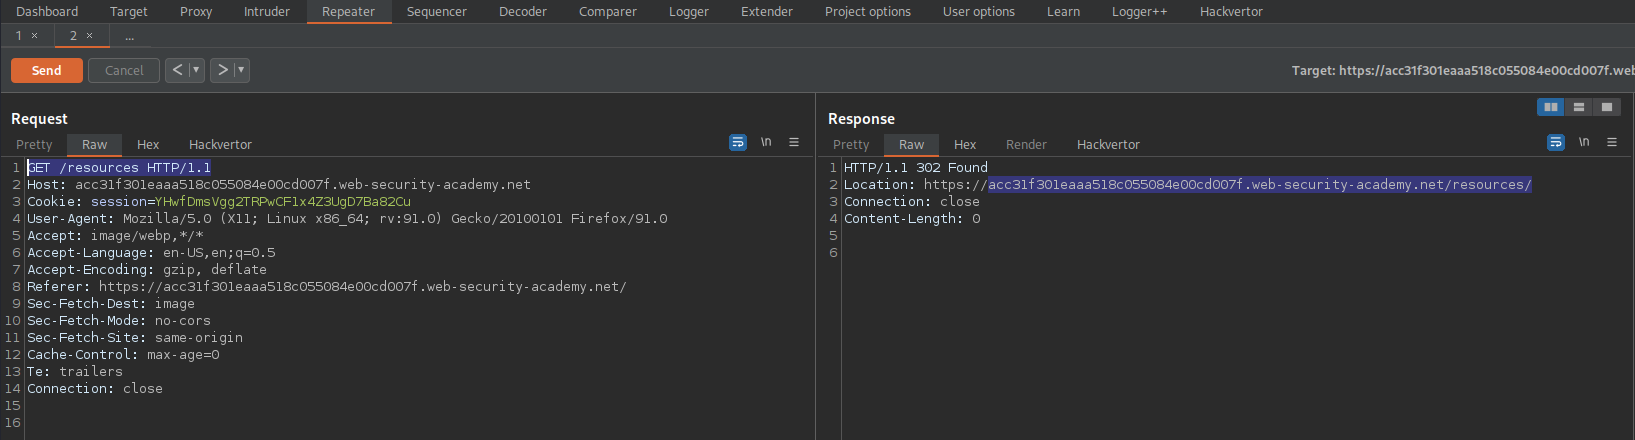 Dashboard Target Proxy Intruder Repeater Sequencer Decoder Comparer Logger Extender Project options User options Learn Logger++ Hackvertor
1 × 2 × ...
Send Cancel < ▾ > ▾ Target: https://acc31f301eaaa518c055084e00cd007f.web
Request
Pretty Raw Hex Hackvertor \n
1 GET /resources HTTP/1.1
2 Host: acc31f301eaaa518c055084e00cd007f.web-security-academy.net
3 Cookie: session=YHwfDmsVgg2TRPwCFlx4Z3UgD7Ba82Cu
4 User-Agent: Mozilla/5.0 (X11; Linux x86_64; rv:91.0) Gecko/20100101 Firefox/91.0
5 Accept: image/webp,*/*
6 Accept-Language: en-US,en;q=0.5
7 Accept-Encoding: gzip, deflate
8 Referer: https://acc31f301eaaa518c055084e00cd007f.web-security-academy.net/
9 Sec-Fetch-Dest: image
10 Sec-Fetch-Mode: no-cors
11 Sec-Fetch-Site: same-origin
12 Cache-Control: max-age=0
13 Te: trailers
14 Connection: close
15
16
Response
Pretty Raw Hex Render Hackvertor \n
1 HTTP/1.1 302 Found
2 Location: https://acc31f301eaaa518c055084e00cd007f.web-security-academy.net/resources/
3 Connection: close
4 Content-Length: 0
5
6